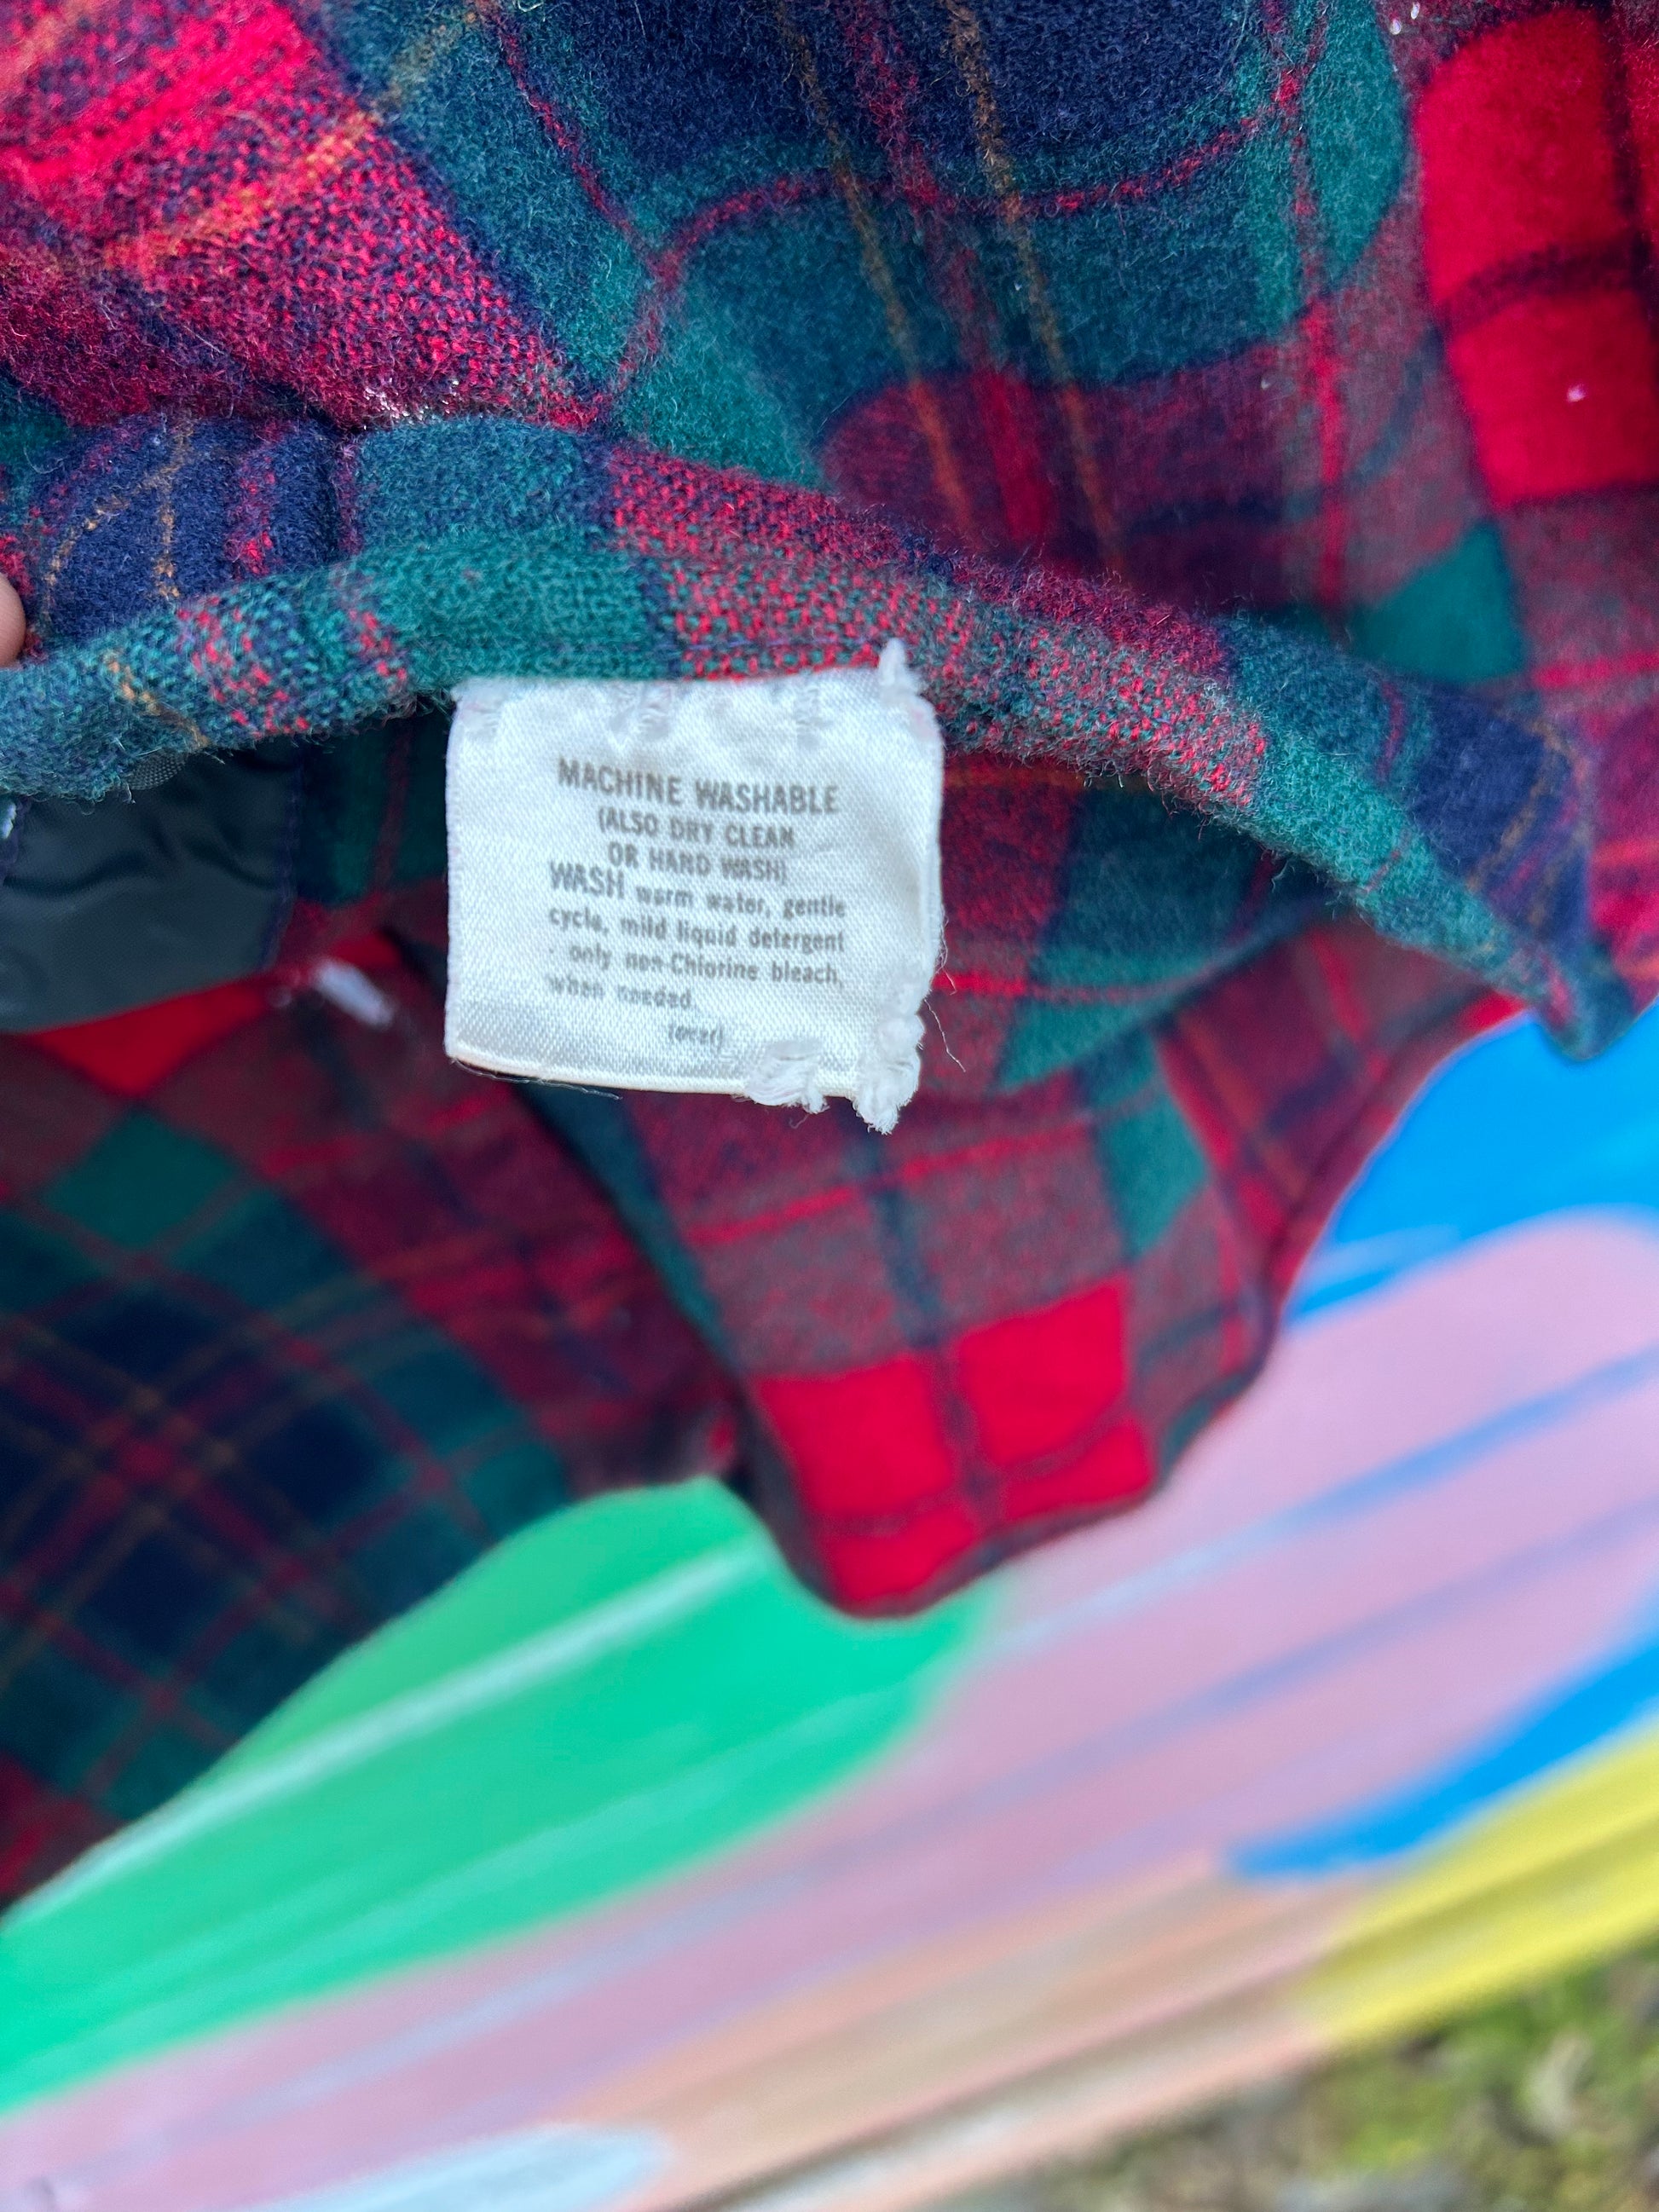 MACHINE WASHABLE
(ALSO DRY CLEAN
OR HAND WASH)
WASH warm water, gentle
cycle, mild liquid detergent
· only non-Chlorine bleach,
when needed.
(over)